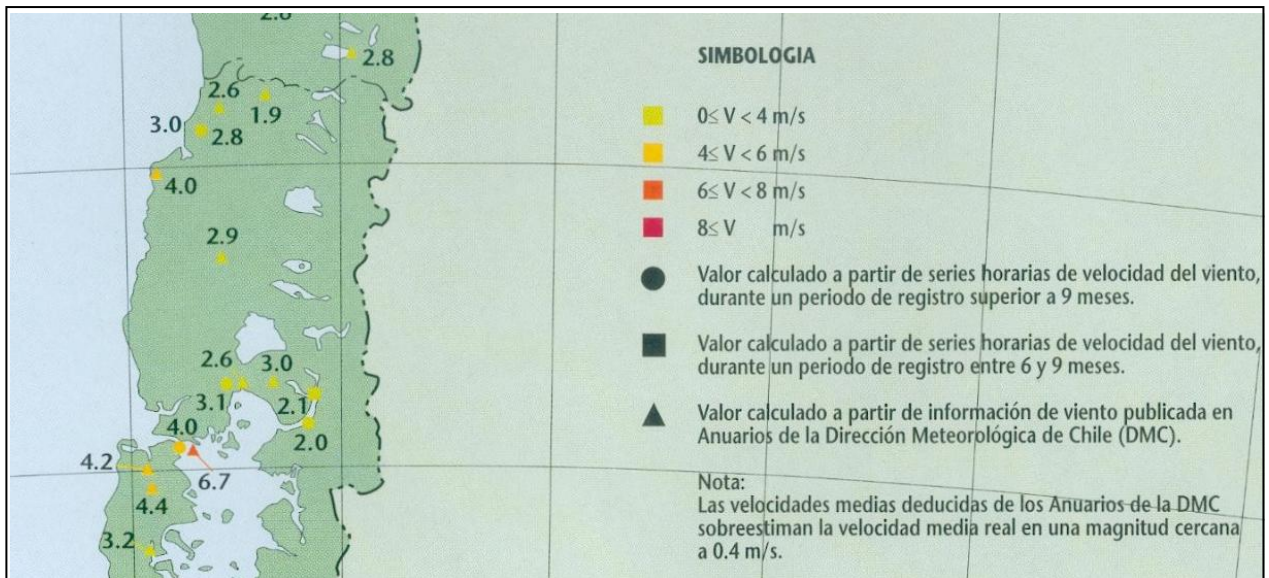 2.6
2.8
2.6
1.9
3.0
2.8
4.0
2.9
2.6
3.0
3.1
2.1
4.0
2.0
4.2
6.7
4.4
3.2
SIMBOLOGIA
0≤ V < 4 m/s
4≤ V < 6 m/s
6≤ V < 8 m/s
8≤ V m/s
Valor calculado a partir de series horarias de velocidad del viento,
durante un periodo de registro superior a 9 meses.
Valor calculado a partir de series horarias de velocidad del viento,
durante un periodo de registro entre 6 y 9 meses.
Valor calculado a partir de información de viento publicada en
Anuarios de la Dirección Meteorológica de Chile (DMC).
Nota:
Las velocidades medias deducidas de los Anuarios de la DMC
sobreestiman la velocidad media real en una magnitud cercana
a 0.4 m/s.